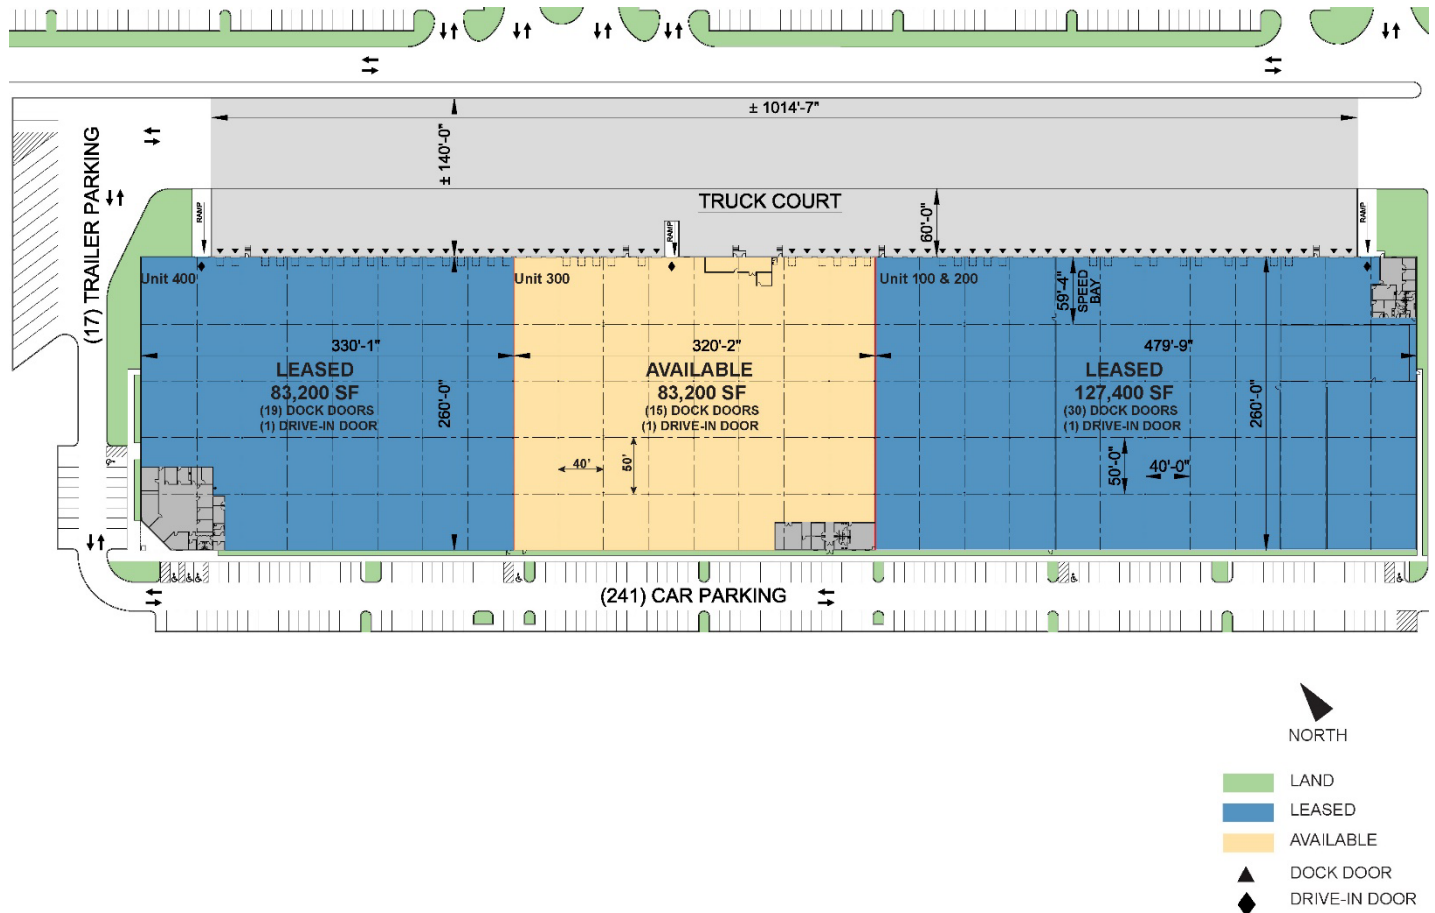 ± 1014'-7"
± 140'-0"
(17) TRAILER PARKING
TRUCK COURT
60'-0"
RAMP
RAMP
RAMP
Unit 400
Unit 300
Unit 100 & 200
59'-4"
SPEED
BAY
330'-1"
LEASED
83,200 SF
(19) DOCK DOORS
(1) DRIVE-IN DOOR
260'-0"
320'-2"
AVAILABLE
83,200 SF
(15) DOCK DOORS
(1) DRIVE-IN DOOR
40'
50'
479'-9"
LEASED
127,400 SF
(30) DOCK DOORS
(1) DRIVE-IN DOOR
260'-0"
50'-0"
40'-0"
(241) CAR PARKING
NORTH
LAND
LEASED
AVAILABLE
DOCK DOOR
DRIVE-IN DOOR